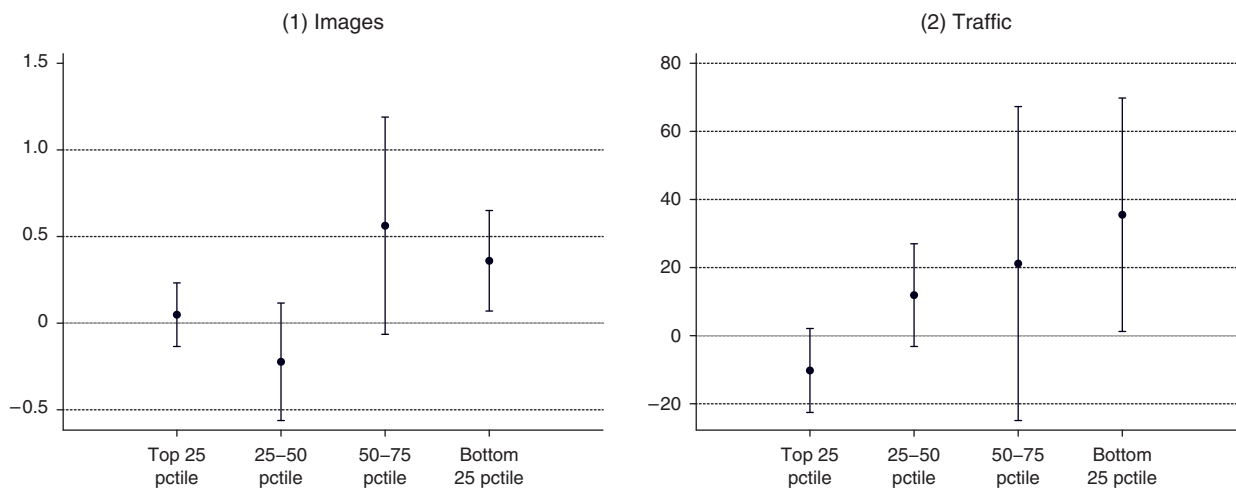 (1) Images
1.5
1.0
0.5
0
−0.5
Top 25 pctile
25–50 pctile
50–75 pctile
Bottom 25 pctile
(2) Traffic
80
60
40
20
0
−20
Top 25 pctile
25–50 pctile
50–75 pctile
Bottom 25 pctile